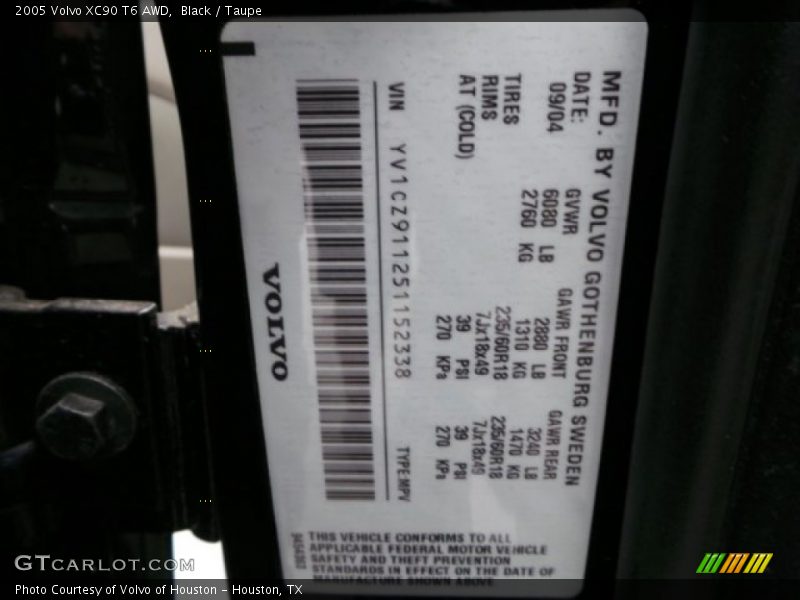 2005 Volvo XC90 T6 AWD,  Black / Taupe
MFD. BY VOLVO GOTHENBURG SWEDEN
DATE: GVWR GAWR FRONT GAWR REAR
09/04 6080 LB 2880 LB 3240 LB
2760 KG 1310 KG 1470 KG
TIRES 235/60R18 235/60R18
RIMS 7Jx18x49 7Jx18x49
AT (COLD) 39 PSI 39 PSI
270 KPa 270 KPa
VIN YV1CZ911251152338 TYPE:MPV
VOLVO
THIS VEHICLE CONFORMS TO ALL
APPLICABLE FEDERAL MOTOR VEHICLE
SAFETY AND THEFT PREVENTION
STANDARDS IN EFFECT ON THE DATE OF
MANUFACTURE SHOWN ABOVE
GTcarlot.com
Photo Courtesy of Volvo of Houston - Houston, TX